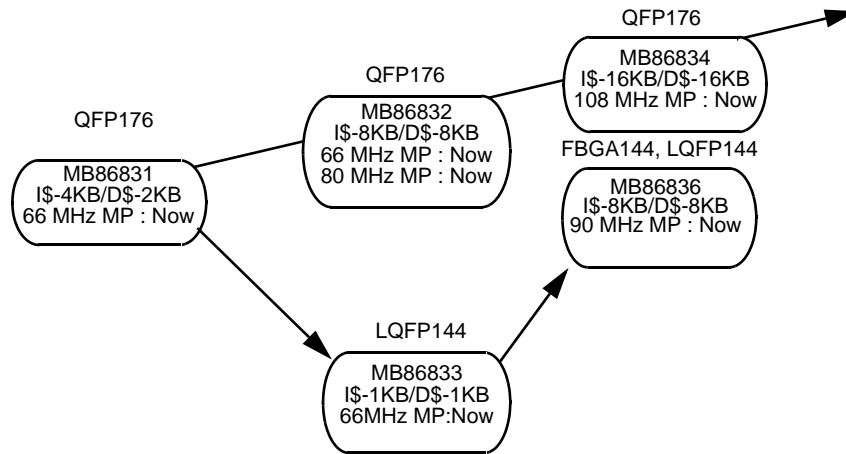 QFP176
MB86834
I$-16KB/D$-16KB
108 MHz MP : Now
QFP176
MB86832
I$-8KB/D$-8KB
66 MHz MP : Now
80 MHz MP : Now
QFP176
MB86831
I$-4KB/D$-2KB
66 MHz MP : Now
FBGA144, LQFP144
MB86836
I$-8KB/D$-8KB
90 MHz MP : Now
LQFP144
MB86833
I$-1KB/D$-1KB
66MHz MP:Now